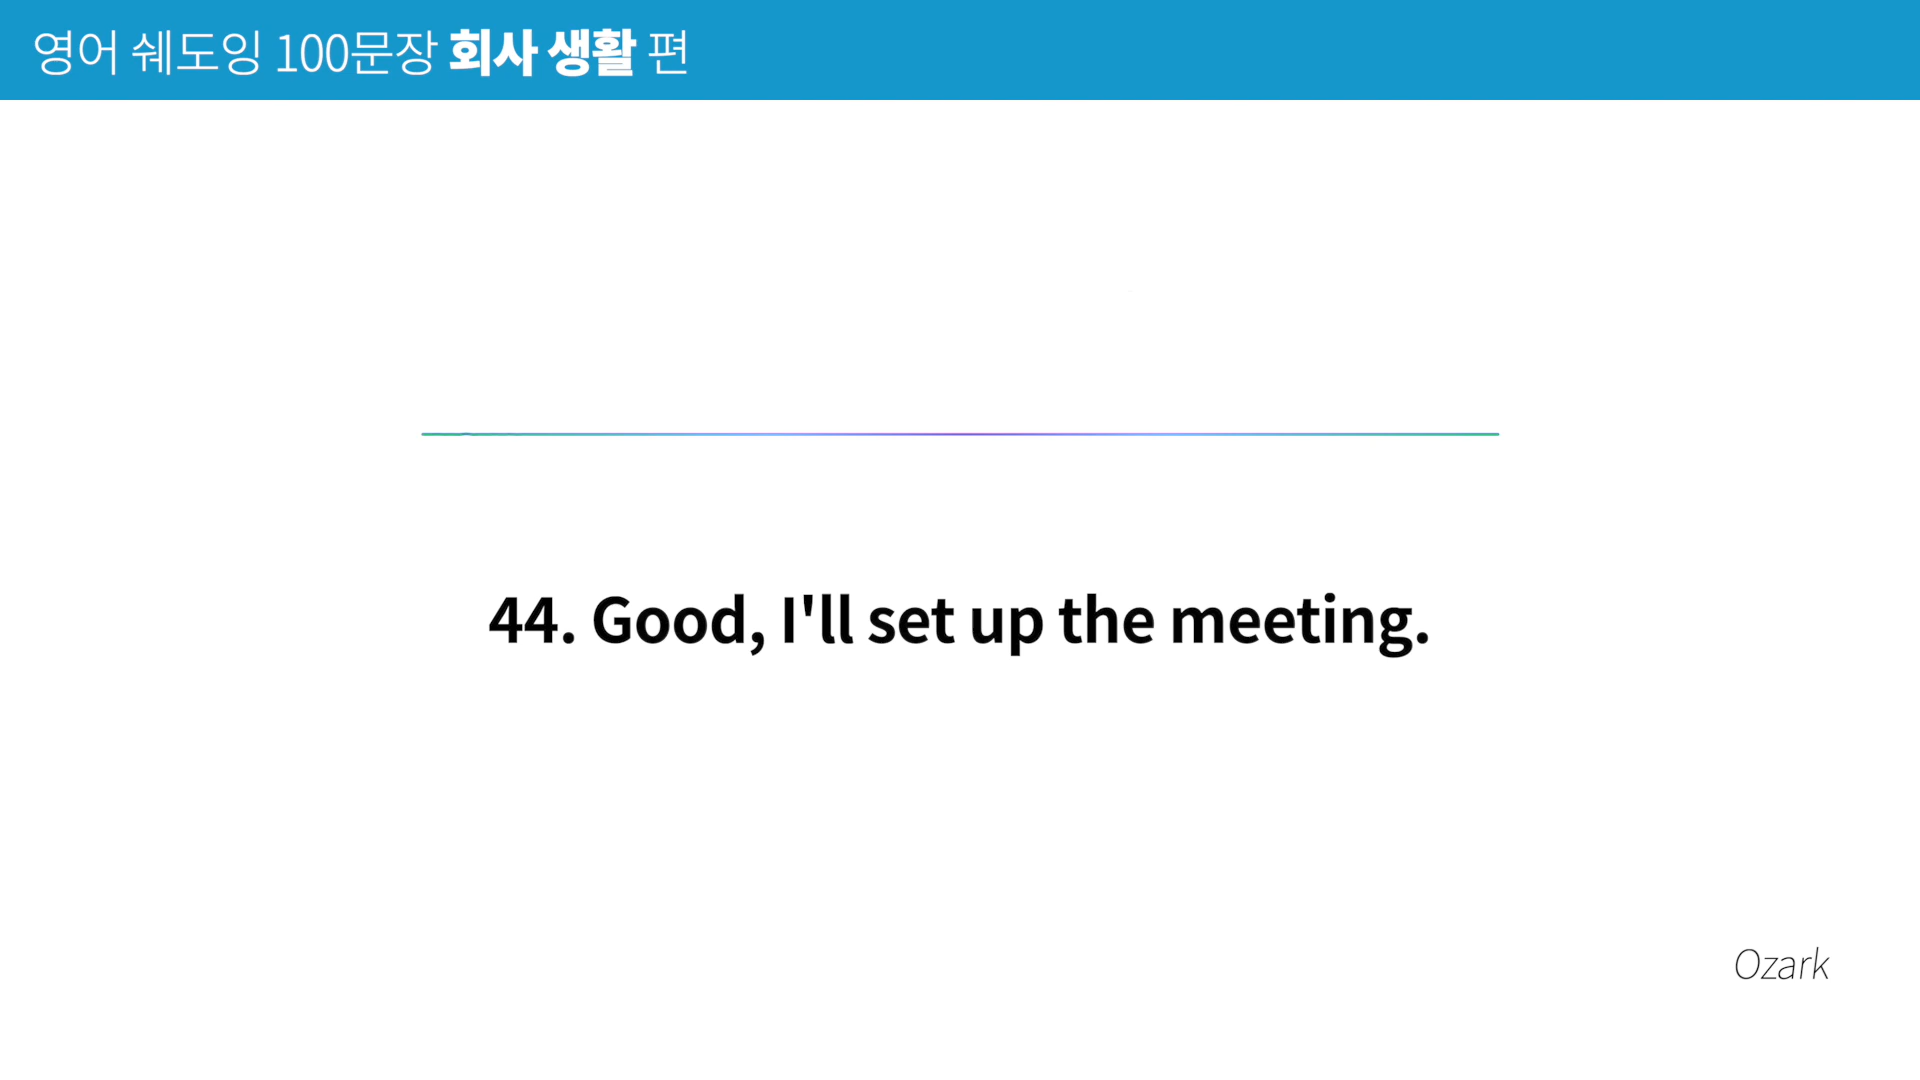 영어 쉐도잉 100문장 회사 생활 편
44. Good, I'll set up the meeting.
Ozark